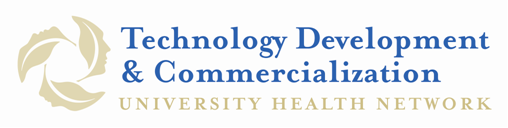 Technology Development
& Commercialization
UNIVERSITY HEALTH NETWORK